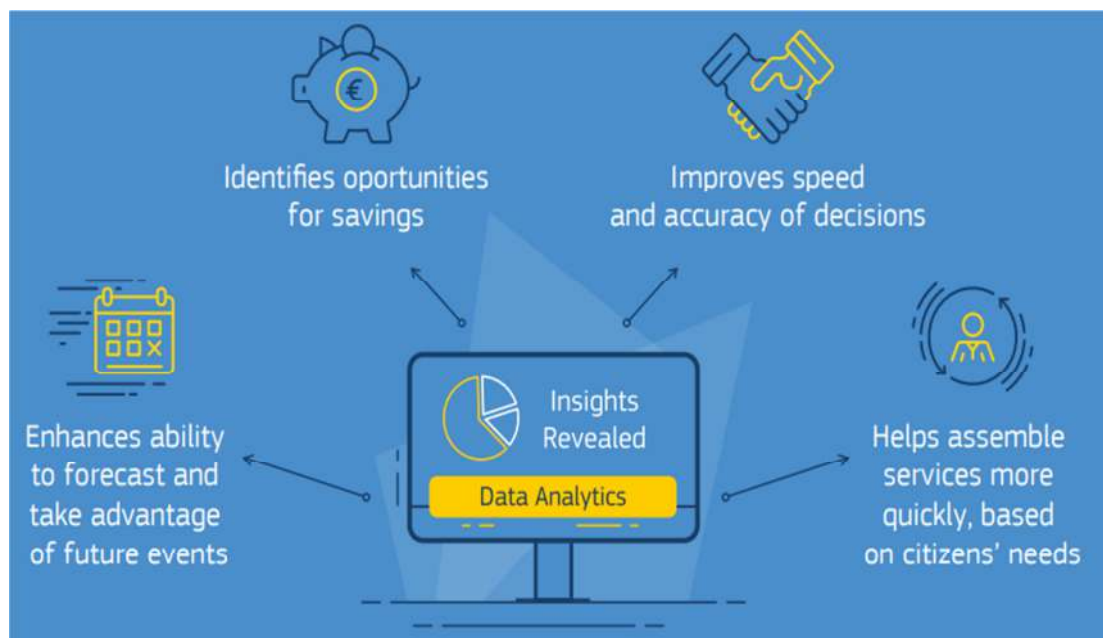 €
Identifies oportunities
for savings
Improves speed
and accuracy of decisions
Enhances ability
to forecast and
take advantage
of future events
Insights
Revealed
Data Analytics
Helps assemble
services more
quickly, based
on citizens' needs